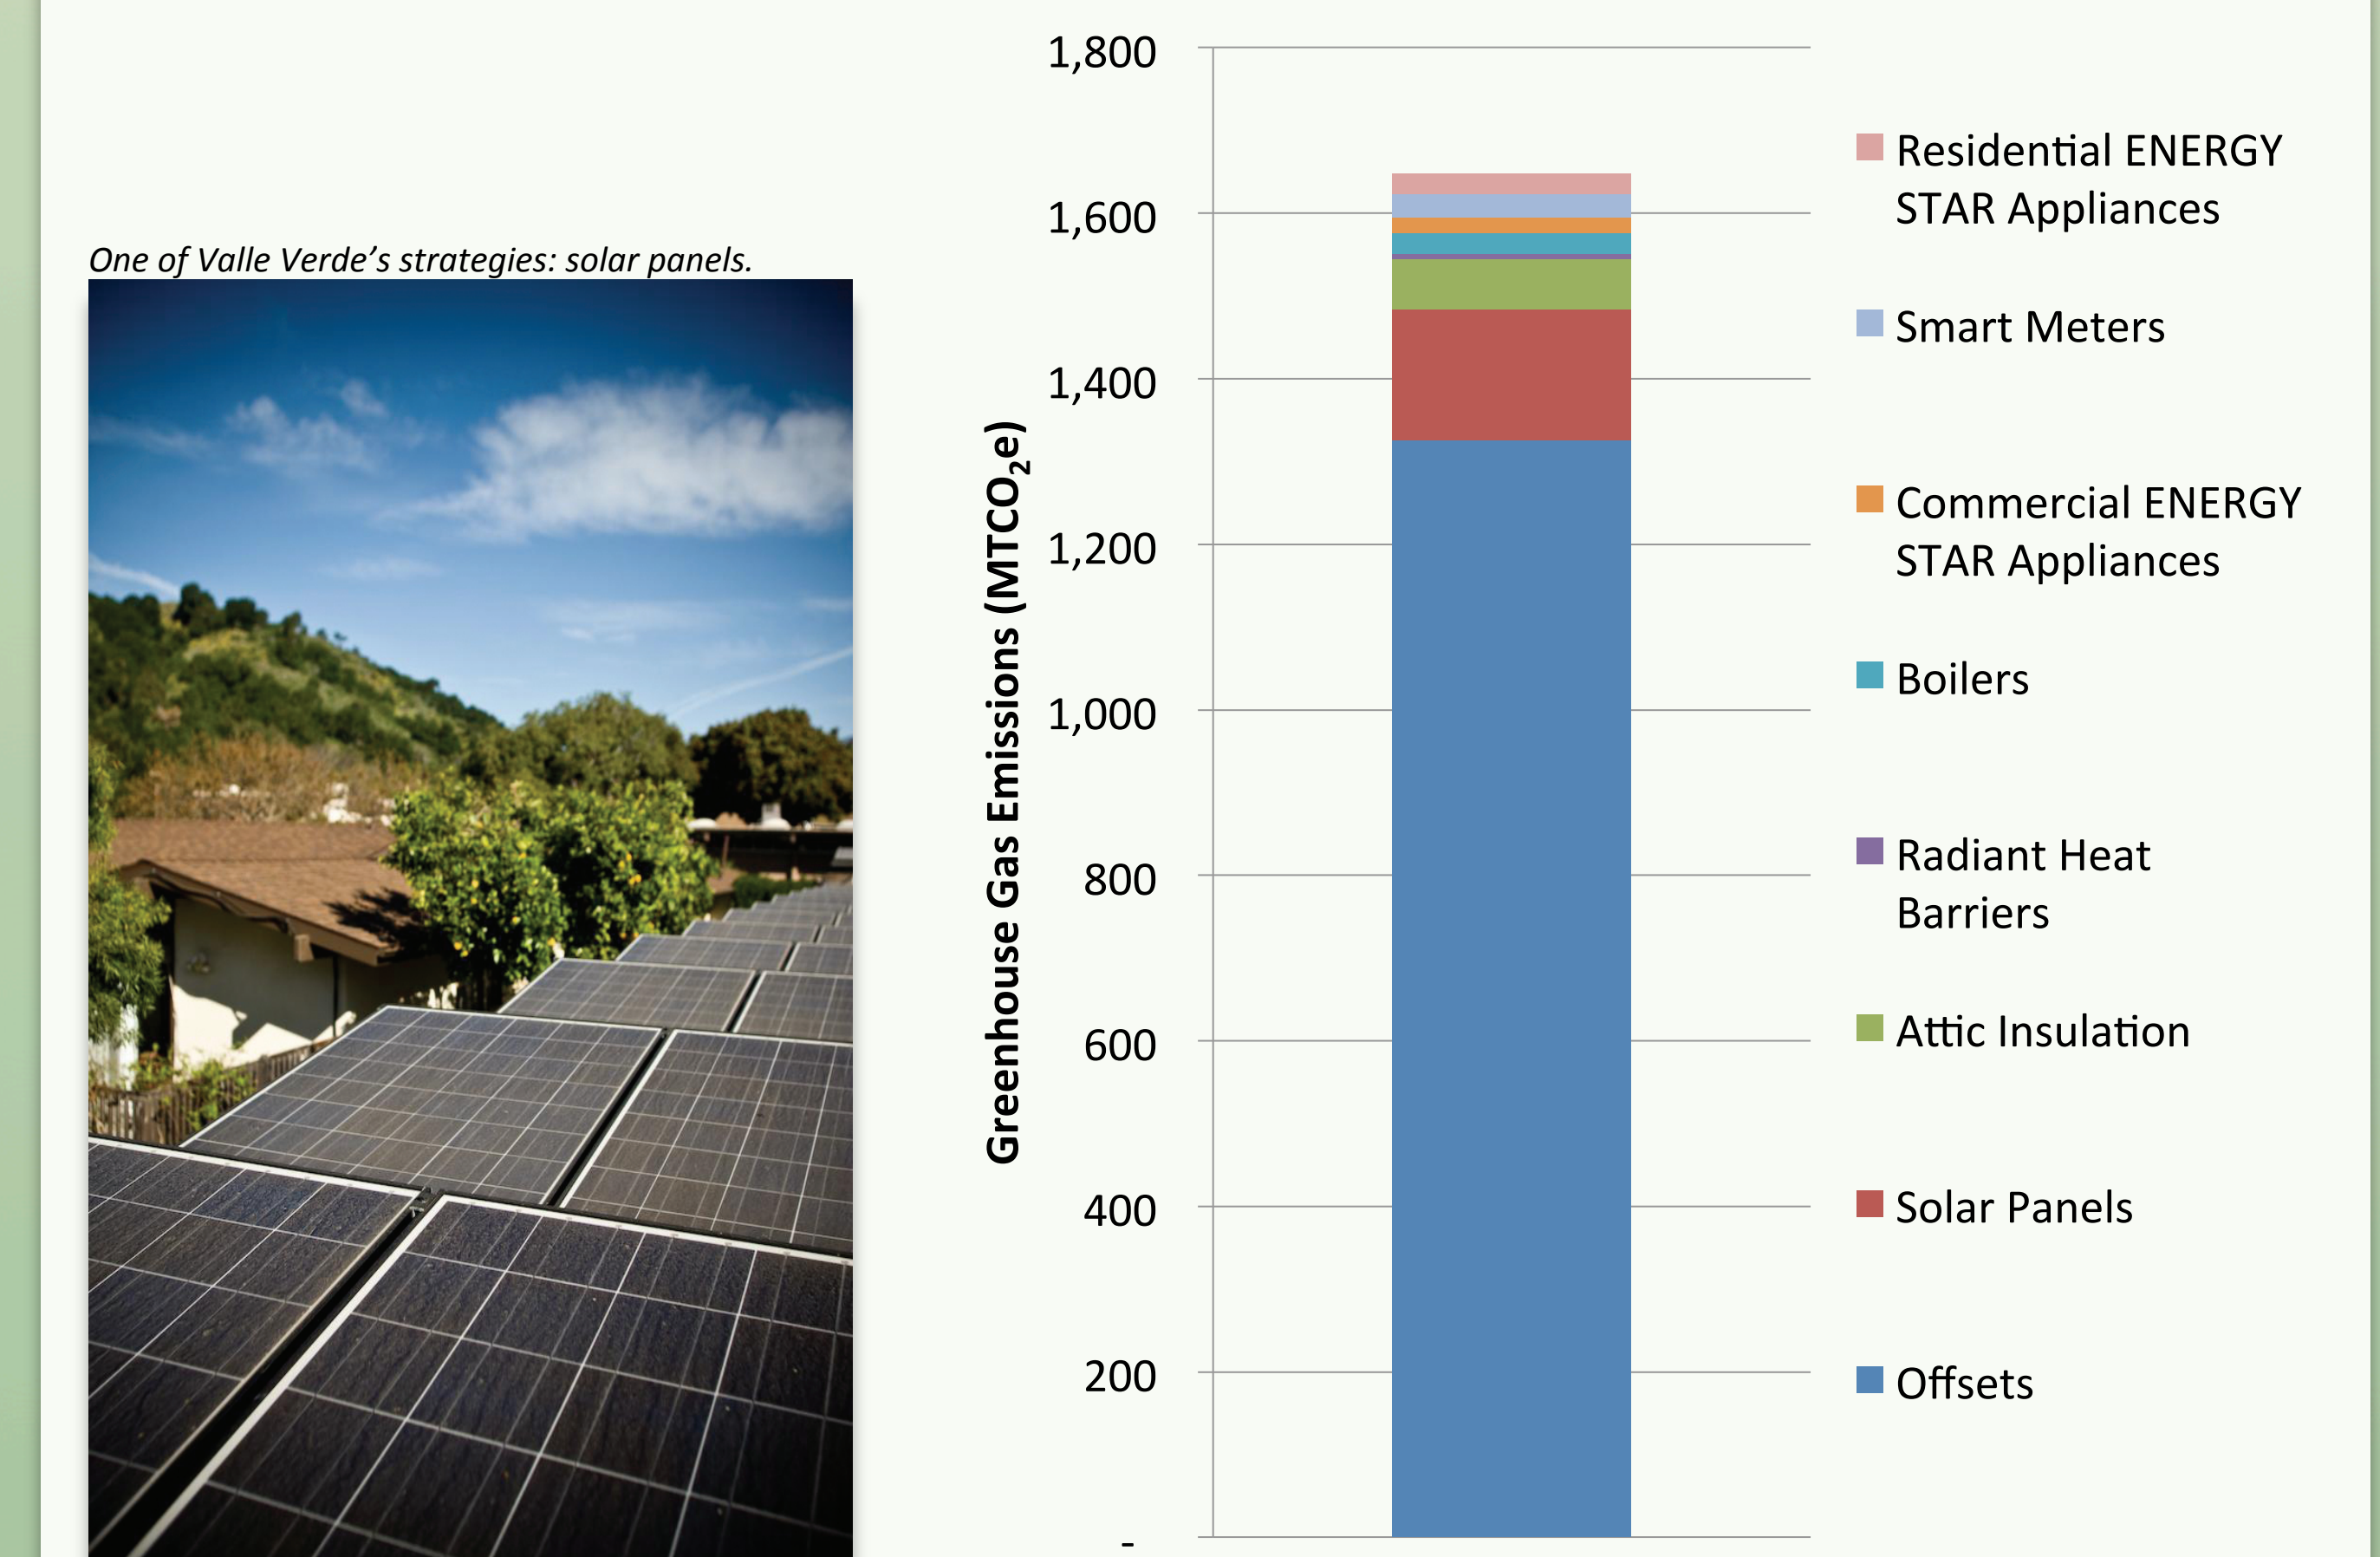 One of Valle Verde’s strategies: solar panels.
Greenhouse Gas Emissions (MTCO₂e)
1,800
1,600
1,400
1,200
1,000
800
600
400
200
-
Residential ENERGY
STAR Appliances
Smart Meters
Commercial ENERGY
STAR Appliances
Boilers
Radiant Heat
Barriers
Attic Insulation
Solar Panels
Offsets